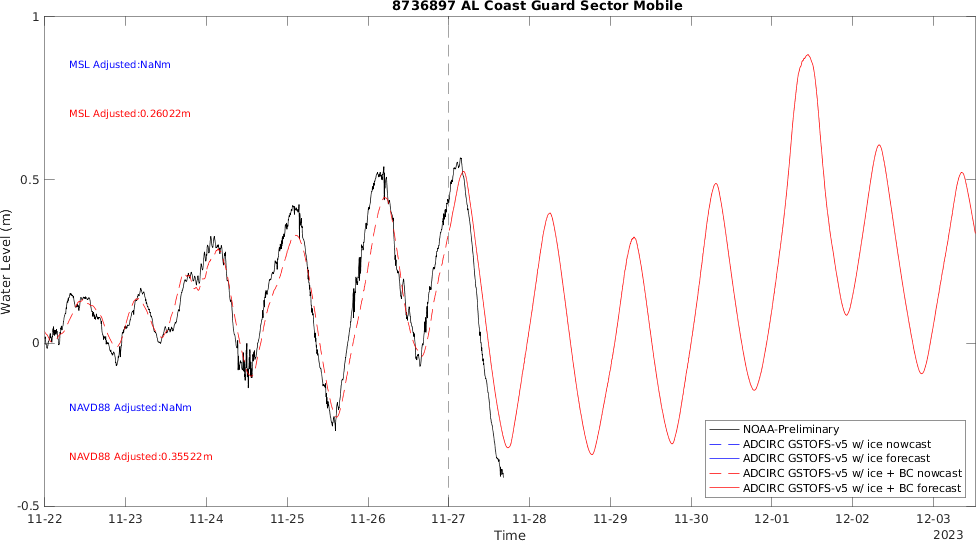 8736897 AL Coast Guard Sector Mobile
1
MSL Adjusted:NaNm
MSL Adjusted:0.26022m
0.5
Water Level (m)
0
NAVD88 Adjusted:NaNm
NAVD88 Adjusted:0.35522m
NOAA-Preliminary
ADCIRC GSTOFS-v5 w/ ice nowcast
ADCIRC GSTOFS-v5 w/ ice forecast
ADCIRC GSTOFS-v5 w/ ice + BC nowcast
ADCIRC GSTOFS-v5 w/ ice + BC forecast
-0.5
11-22 11-23 11-24 11-25 11-26 11-27 11-28 11-29 11-30 12-01 12-02 12-03
Time
2023